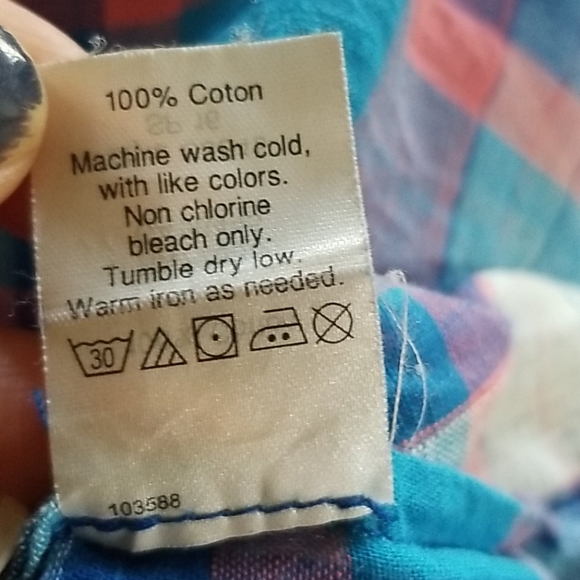 100% Coton
Machine wash cold,
with like colors.
Non chlorine
bleach only.
Tumble dry low.
Warm iron as needed.
30
103588